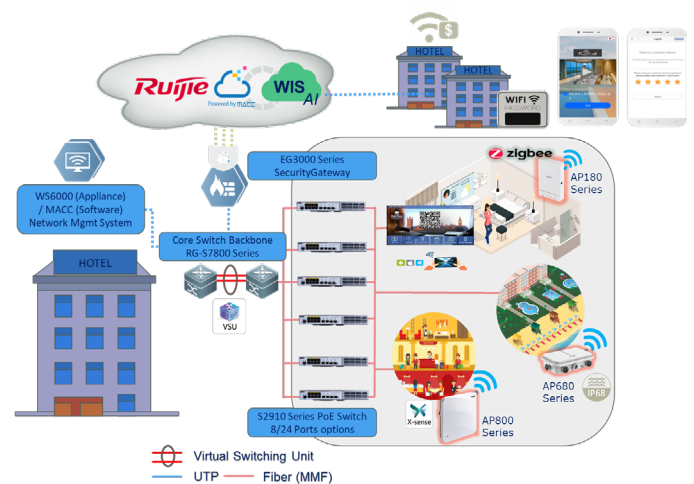 HOTEL
HOTEL
Ruijie
Powered by MACC
WIS
AI
WIFI
PASSWORD
EG3000 Series
SecurityGateway
zigbee
AP180
Series
WS6000 (Appliance)
/ MACC (Software)
Network Mgmt System
Core Switch Backbone
RG-S7800 Series
HOTEL
VSU
AP680
Series
IP68
X-sense
AP800
Series
S2910 Series PoE Switch
8/24 Ports options
Virtual Switching Unit
UTP
Fiber (MMF)